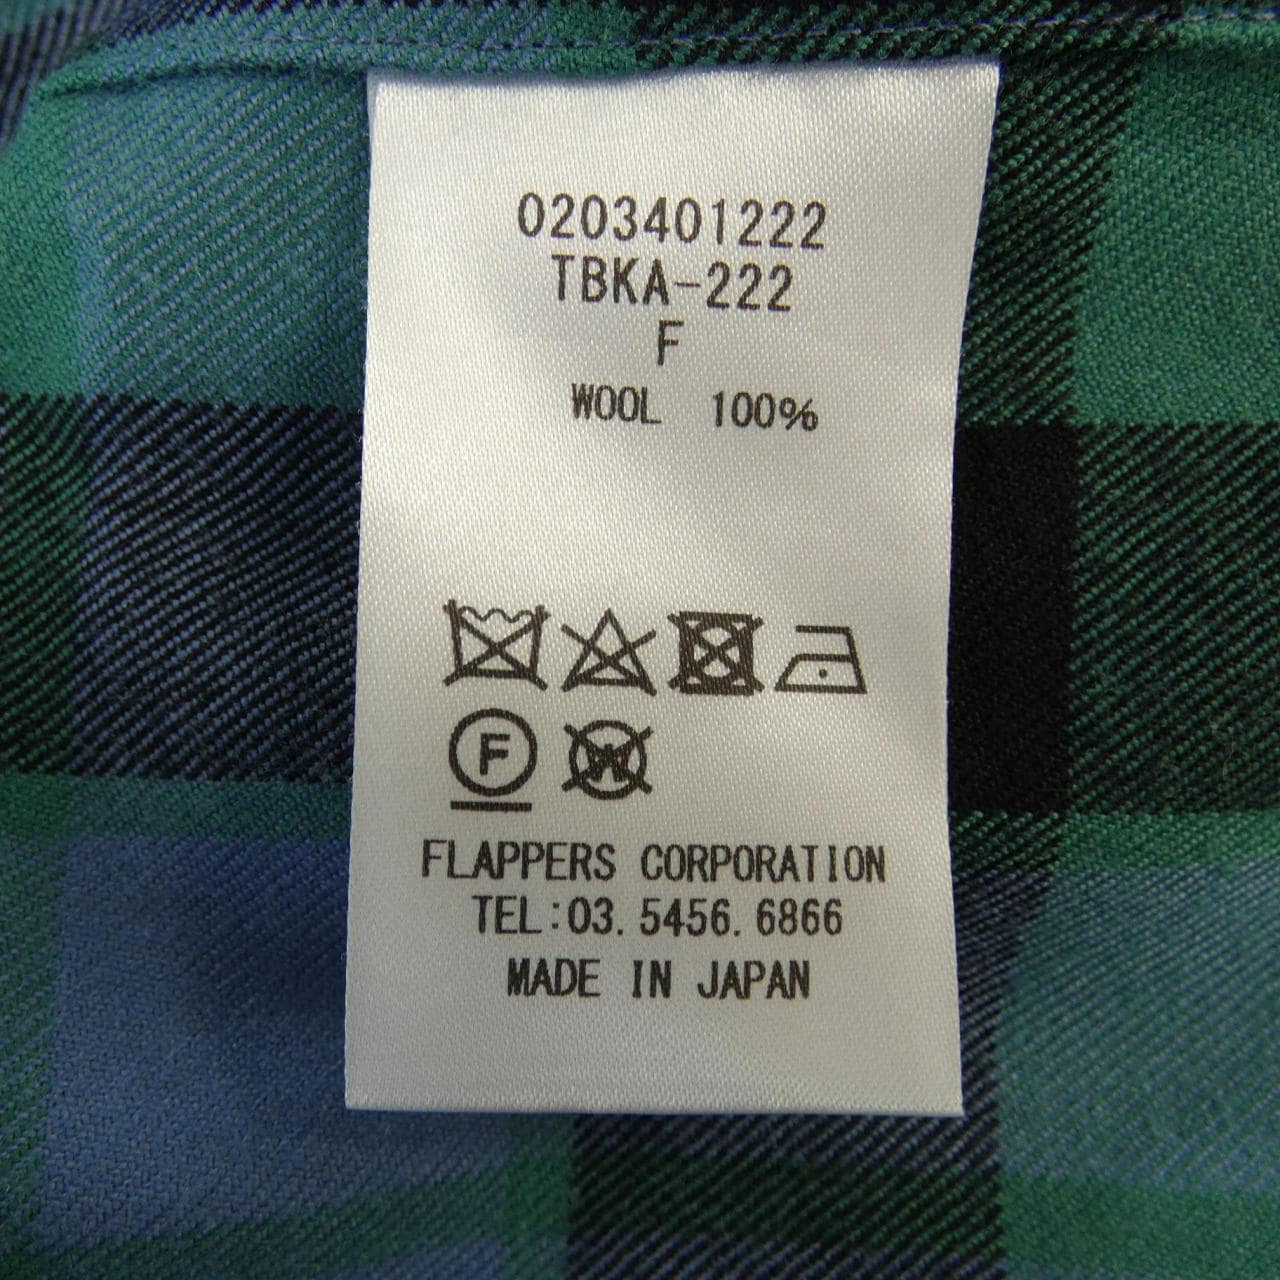 0203401222
TBKA-222
F
WOOL 100%
F W
FLAPPERS CORPORATION
TEL:03.5456.6866
MADE IN JAPAN